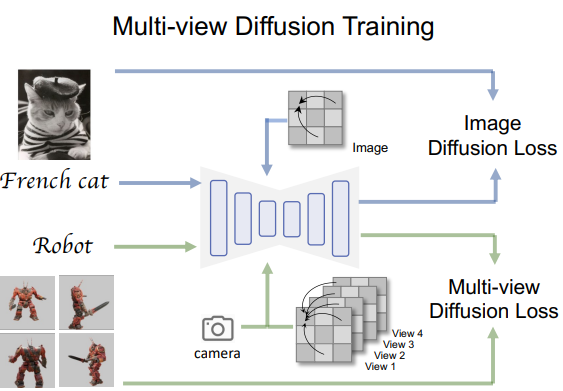 Multi-view Diffusion Training
Image
Image
Diffusion Loss
French cat
Robot
Multi-view
Diffusion Loss
camera
View 4
View 3
View 2
View 1